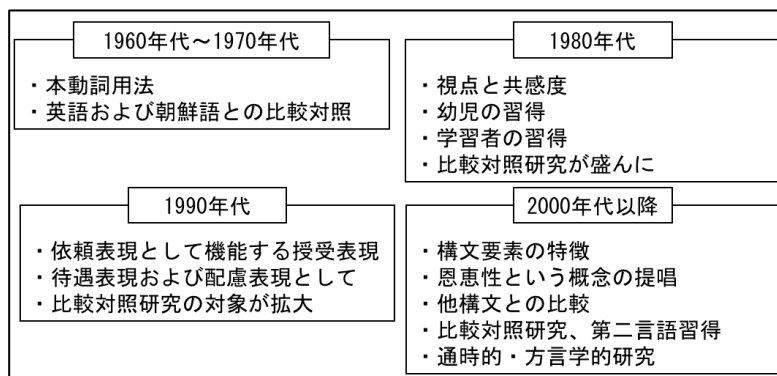 1960年代～1970年代
・本動詞用法
・英語および朝鮮語との比較対照
1980年代
・視点と共感度
・幼児の習得
・学習者の習得
・比較対照研究が盛んに
1990年代
・依頼表現として機能する授受表現
・待遇表現および配慮表現として
・比較対照研究の対象が拡大
2000年代以降
・構文要素の特徴
・恩恵性という概念の提唱
・他構文との比較
・比較対照研究、第二言語習得
・通時的・方言学的研究